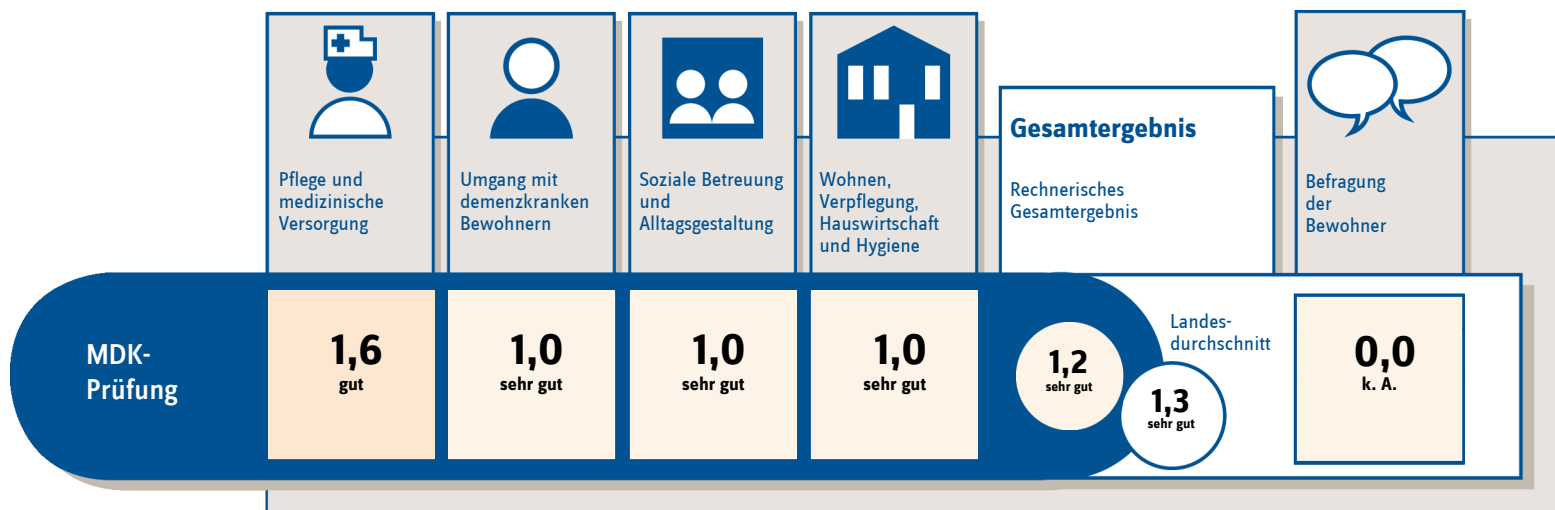 Pflege und
medizinische
Versorgung
Umgang mit
demenzkranken
Bewohnern
Soziale Betreuung
und
Alltagsgestaltung
Wohnen,
Verpflegung,
Hauswirtschaft
und Hygiene
Gesamtergebnis
Rechnerisches
Gesamtergebnis
Befragung
der
Bewohner
MDK-
Prüfung
1,6
gut
1,0
sehr gut
1,0
sehr gut
1,0
sehr gut
1,2
sehr gut
Landes-
durchschnitt
1,3
sehr gut
0,0
k. A.